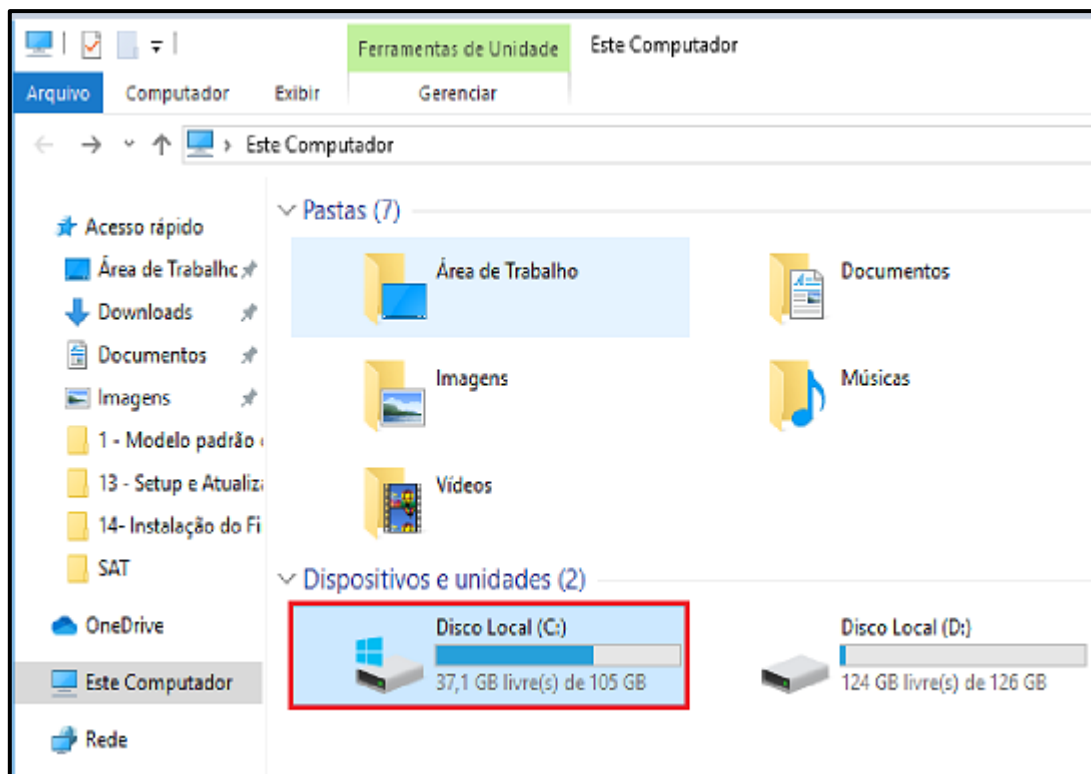 Ferramentas de Unidade
Este Computador
Arquivo
Computador
Exibir
Gerenciar
Este Computador
Acesso rápido
Área de Trabalho
Downloads
Documentos
Imagens
1 - Modelo padrão
13 - Setup e Atualiz
14- Instalação do Fi
SAT
OneDrive
Este Computador
Rede
Pastas (7)
Área de Trabalho
Documentos
Imagens
Músicas
Vídeos
Dispositivos e unidades (2)
Disco Local (C:)
37,1 GB livre(s) de 105 GB
Disco Local (D:)
124 GB livre(s) de 126 GB